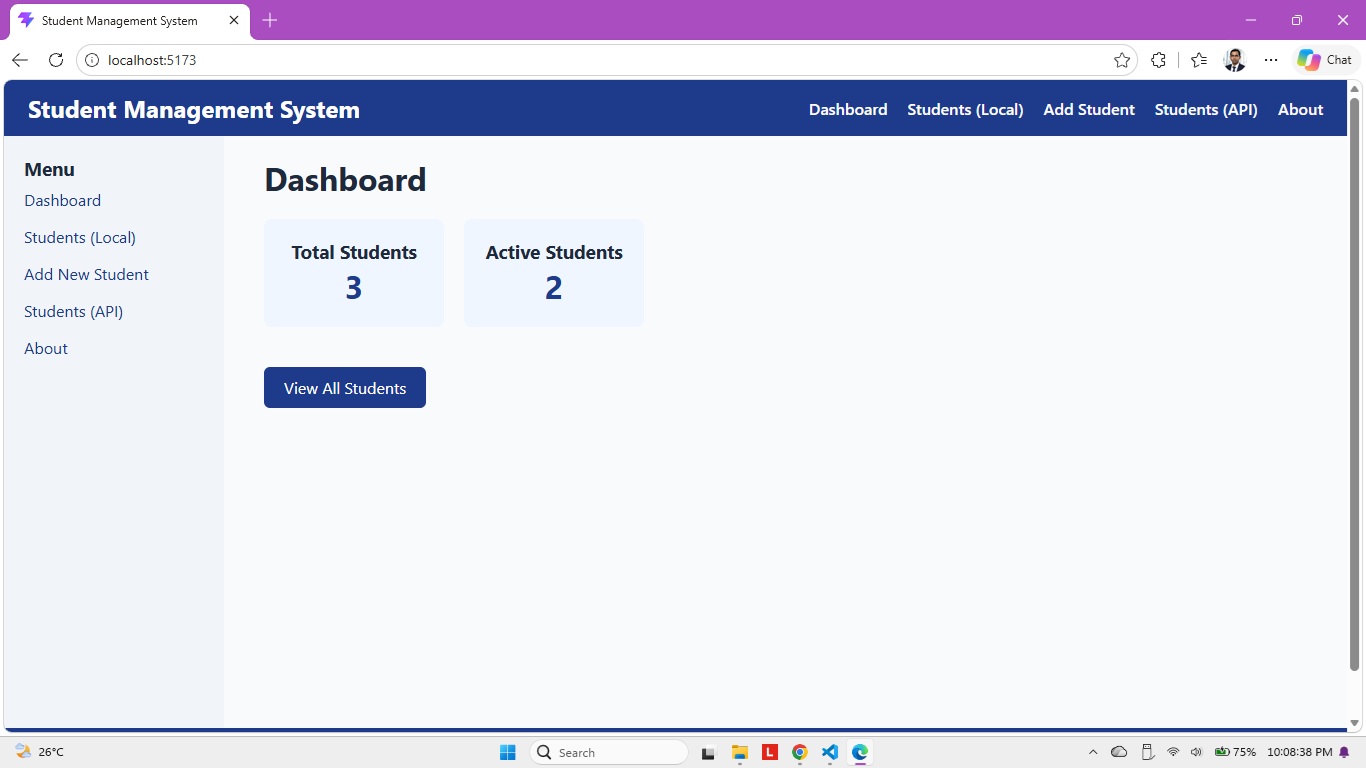 Student Management System
localhost:5173
Chat
Student Management System
Dashboard Students (Local) Add Student Students (API) About
Menu
Dashboard
Students (Local)
Add New Student
Students (API)
About
Dashboard
Total Students
3
Active Students
2
View All Students
26°C
Search
L
75%
10:08:38 PM